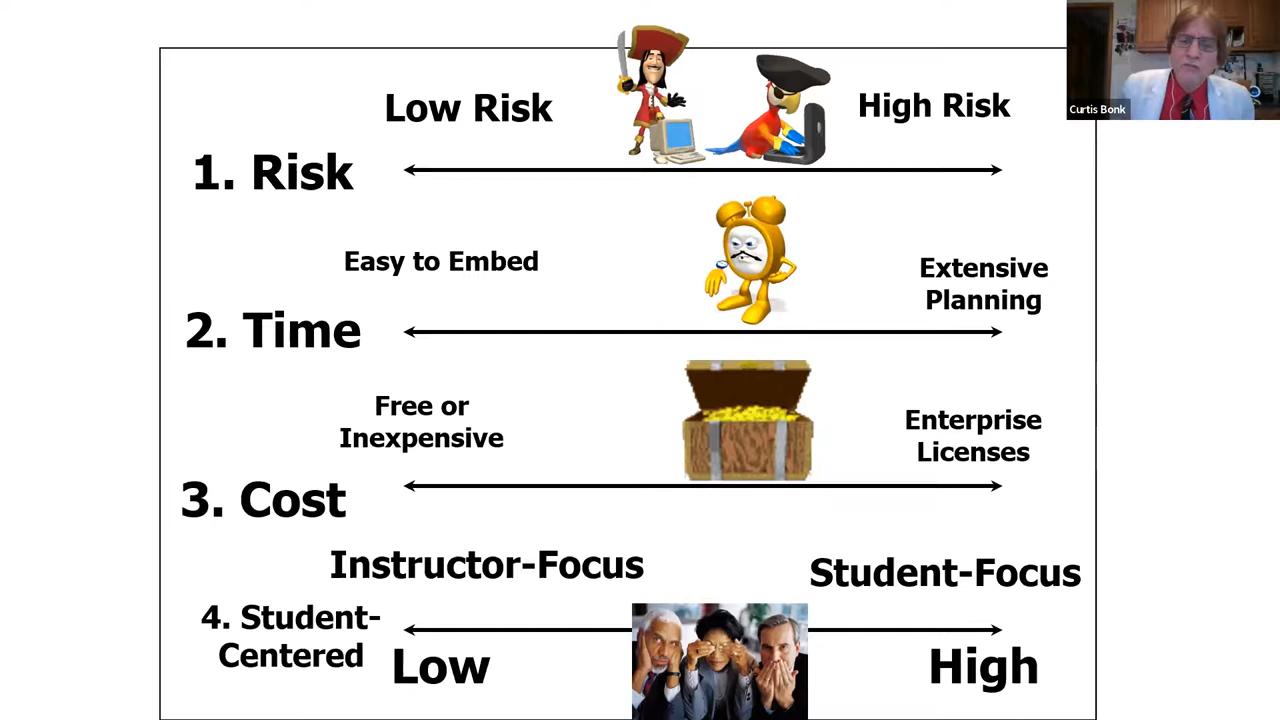 Low Risk
High Risk
Curtis Bonk
1. Risk
Easy to Embed
Extensive
Planning
2. Time
Free or
Inexpensive
Enterprise
Licenses
3. Cost
Instructor-Focus
Student-Focus
4. Student-
Centered
Low
High